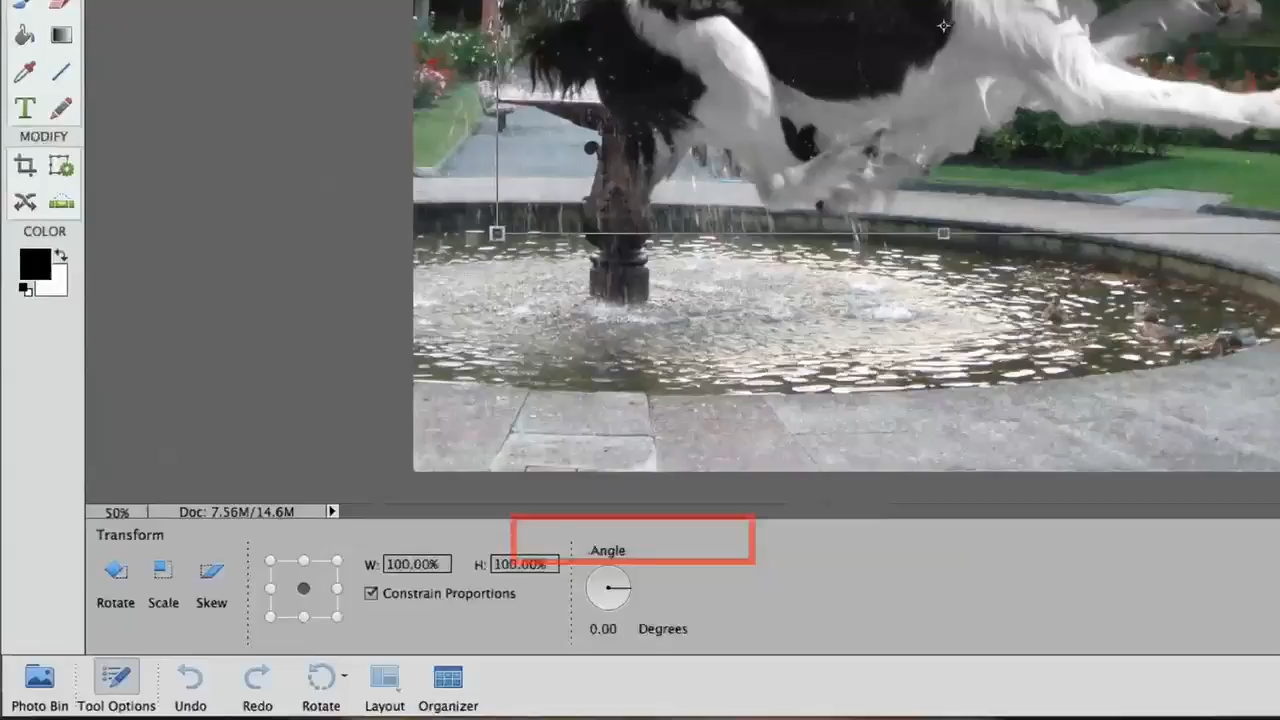 T
MODIFY
COLOR
50% Doc: 7.56M/14.6M
Transform
Angle
W: 100.00% H: 100.00%
Constrain Proportions
Rotate Scale Skew
0.00 Degrees
Photo Bin Tool Options Undo Redo Rotate Layout Organizer